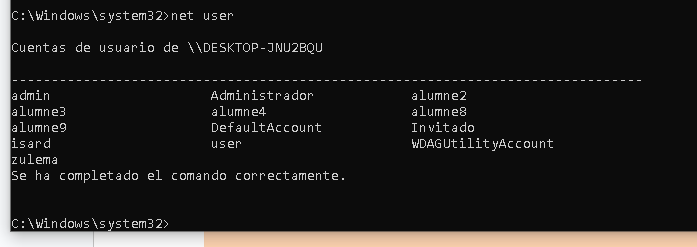 C:\Windows\system32>net user
Cuentas de usuario de \\DESKTOP-JNU2BQU
-------------------------------------------------------------------------------
admin                    Administrador            alumne2
alumne3                  alumne4                  alumne8
alumne9                  DefaultAccount           Invitado
isard                    user                     WDAGUtilityAccount
zulema
Se ha completado el comando correctamente.
C:\Windows\system32>